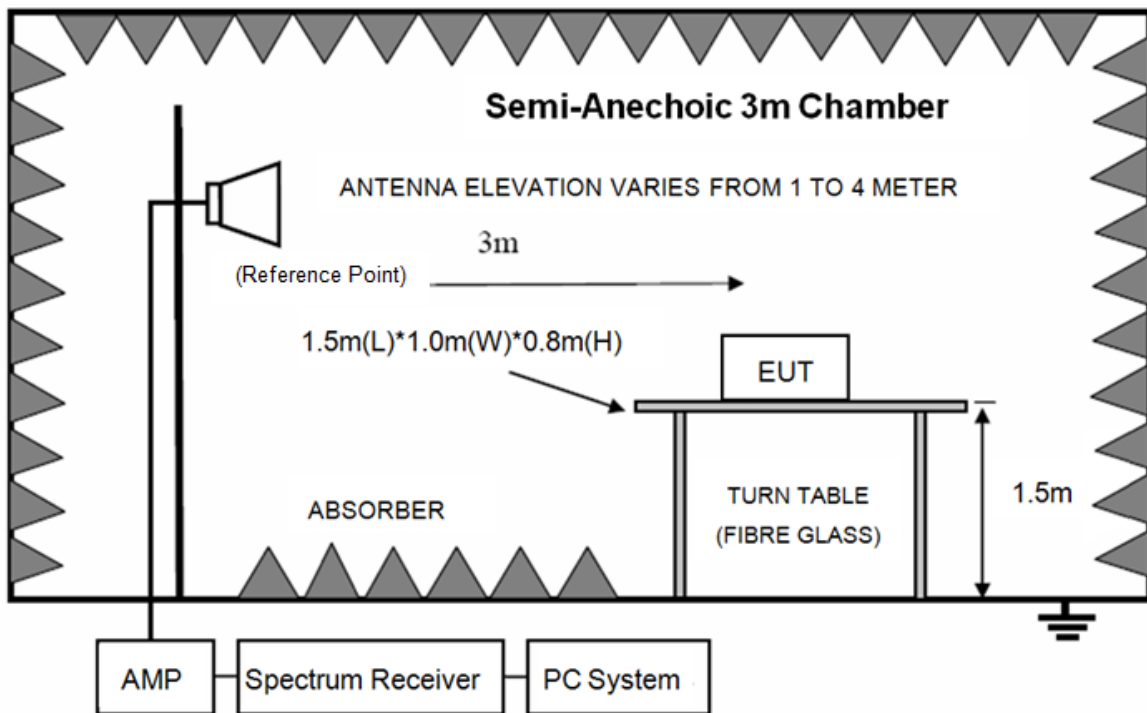 Semi-Anechoic 3m Chamber
ANTENNA ELEVATION VARIES FROM 1 TO 4 METER
3m
(Reference Point)
1.5m(L)*1.0m(W)*0.8m(H)
EUT
ABSORBER
TURN TABLE
(FIBRE GLASS)
1.5m
AMP
Spectrum Receiver
PC System